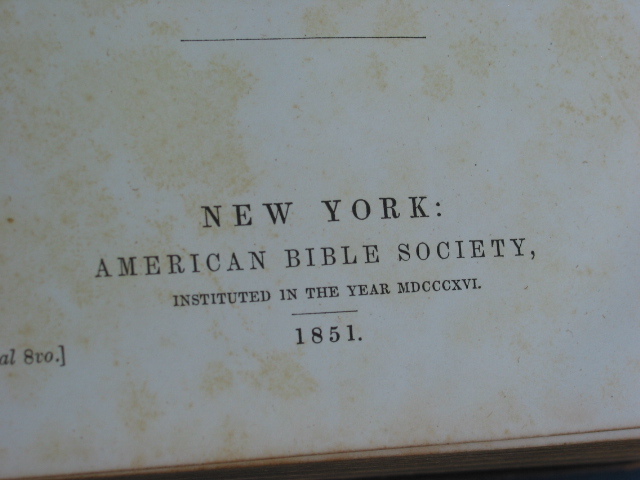 NEW YORK:
AMERICAN BIBLE SOCIETY,
INSTITUTED IN THE YEAR MDCCCXVI.
1851.
al 8vo.]